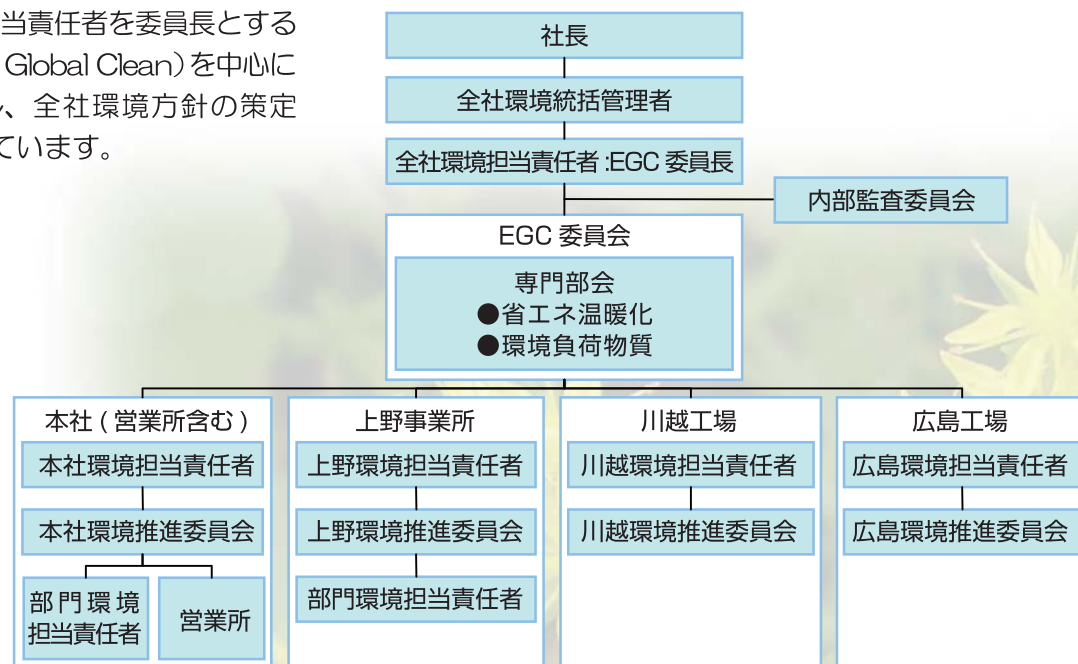 当責任者を委員長とする
Global Clean）を中心に
、全社環境方針の策定
ています。
社長
全社環境統括管理者
全社環境担当責任者:EGC 委員長
内部監査委員会
EGC 委員会
専門部会
●省エネ温暖化
●環境負荷物質
本社 ( 営業所含む )
本社環境担当責任者
本社環境推進委員会
部門環境
担当責任者
営業所
上野事業所
上野環境担当責任者
上野環境推進委員会
部門環境担当責任者
川越工場
川越環境担当責任者
川越環境推進委員会
広島工場
広島環境担当責任者
広島環境推進委員会